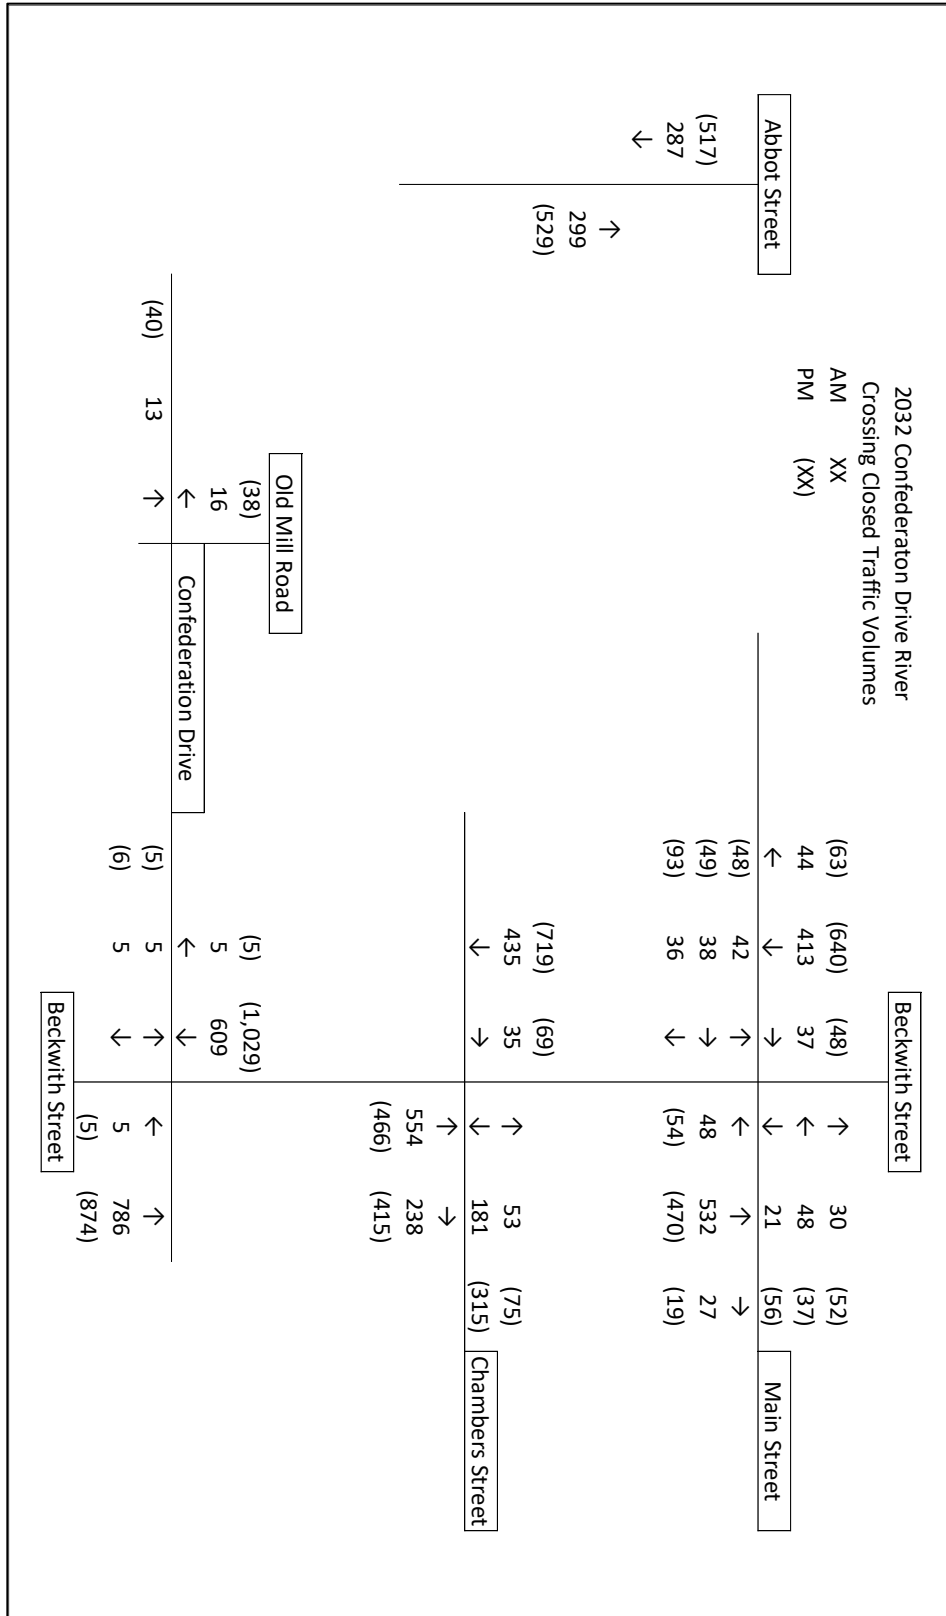 2032 Confederaton Drive River
Crossing Closed Traffic Volumes
Beckwith Street
AM XX (63) (640) (48) ↑ 30 (52)
PM (XX) 44 413 37 ← 48 (37)
Abbot Street ← ↓ → ↓ 21 (56) Main Street
(48) 42 ↑ ← ↑ →
(517) (49) 38 → 48 532 27
287 (93) 36 ↓ (54) (470) (19)
↓
↑
299
(529) (719) (69)
435 35 ↑ 53 (75)
↓ → ↓ 181 (315) Chambers Street
↑ →
554 238
(466) (415)
Old Mill Road
(38) (5) (1,029)
16 5 609
← Confederation Drive ← ↓
(40) 13 ↑ (5) 5 ↑ ← ↑
(6) 5 ↓ 5 786
(5) (874)
Beckwith Street